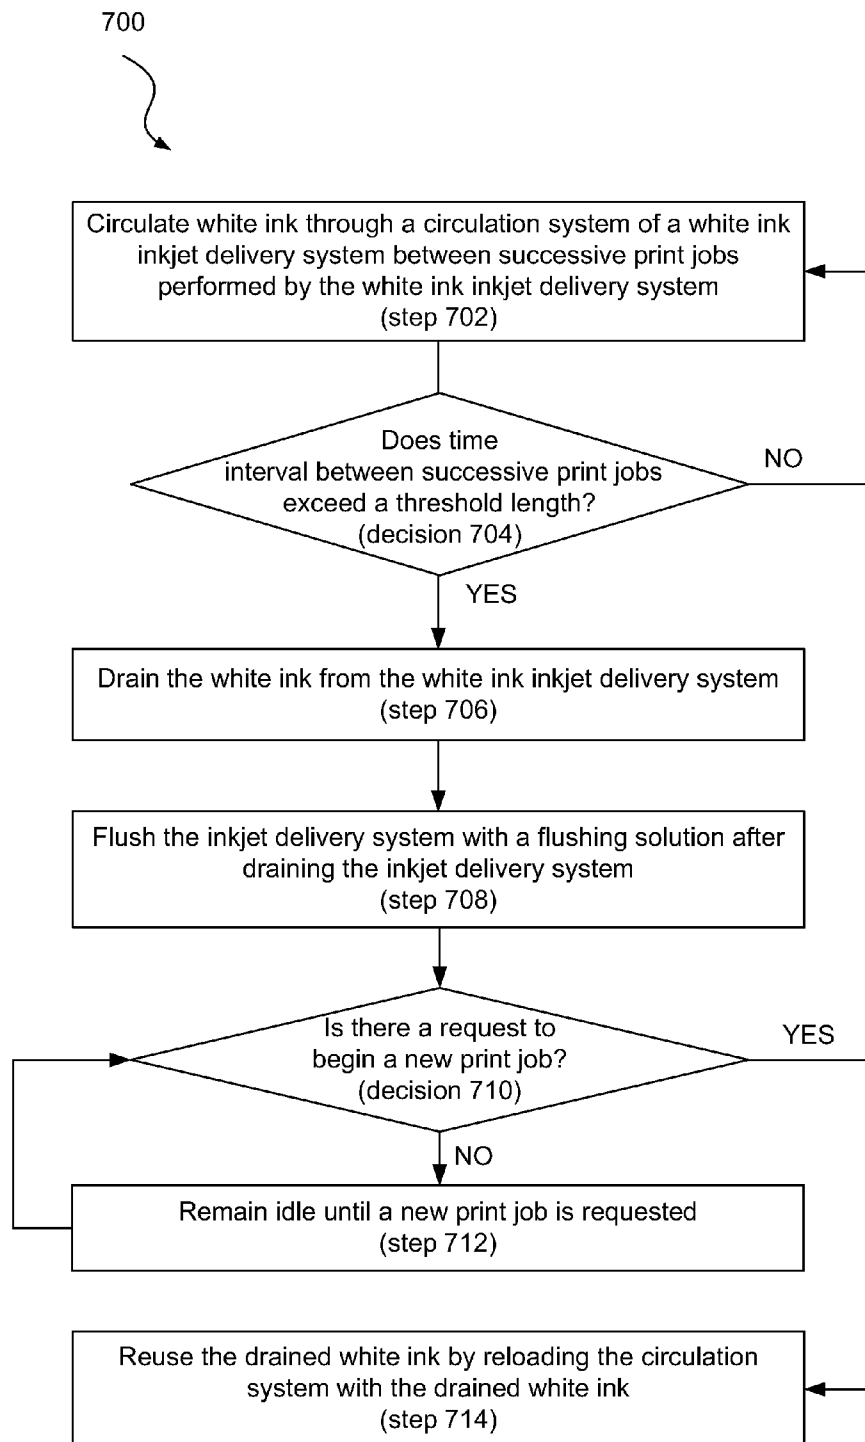 700
Circulate white ink through a circulation system of a white ink
inkjet delivery system between successive print jobs
performed by the white ink inkjet delivery system
(step 702)
Does time
interval between successive print jobs
exceed a threshold length?
(decision 704)
NO
YES
Drain the white ink from the white ink inkjet delivery system
(step 706)
Flush the inkjet delivery system with a flushing solution after
draining the inkjet delivery system
(step 708)
Is there a request to
begin a new print job?
(decision 710)
YES
NO
Remain idle until a new print job is requested
(step 712)
Reuse the drained white ink by reloading the circulation
system with the drained white ink
(step 714)